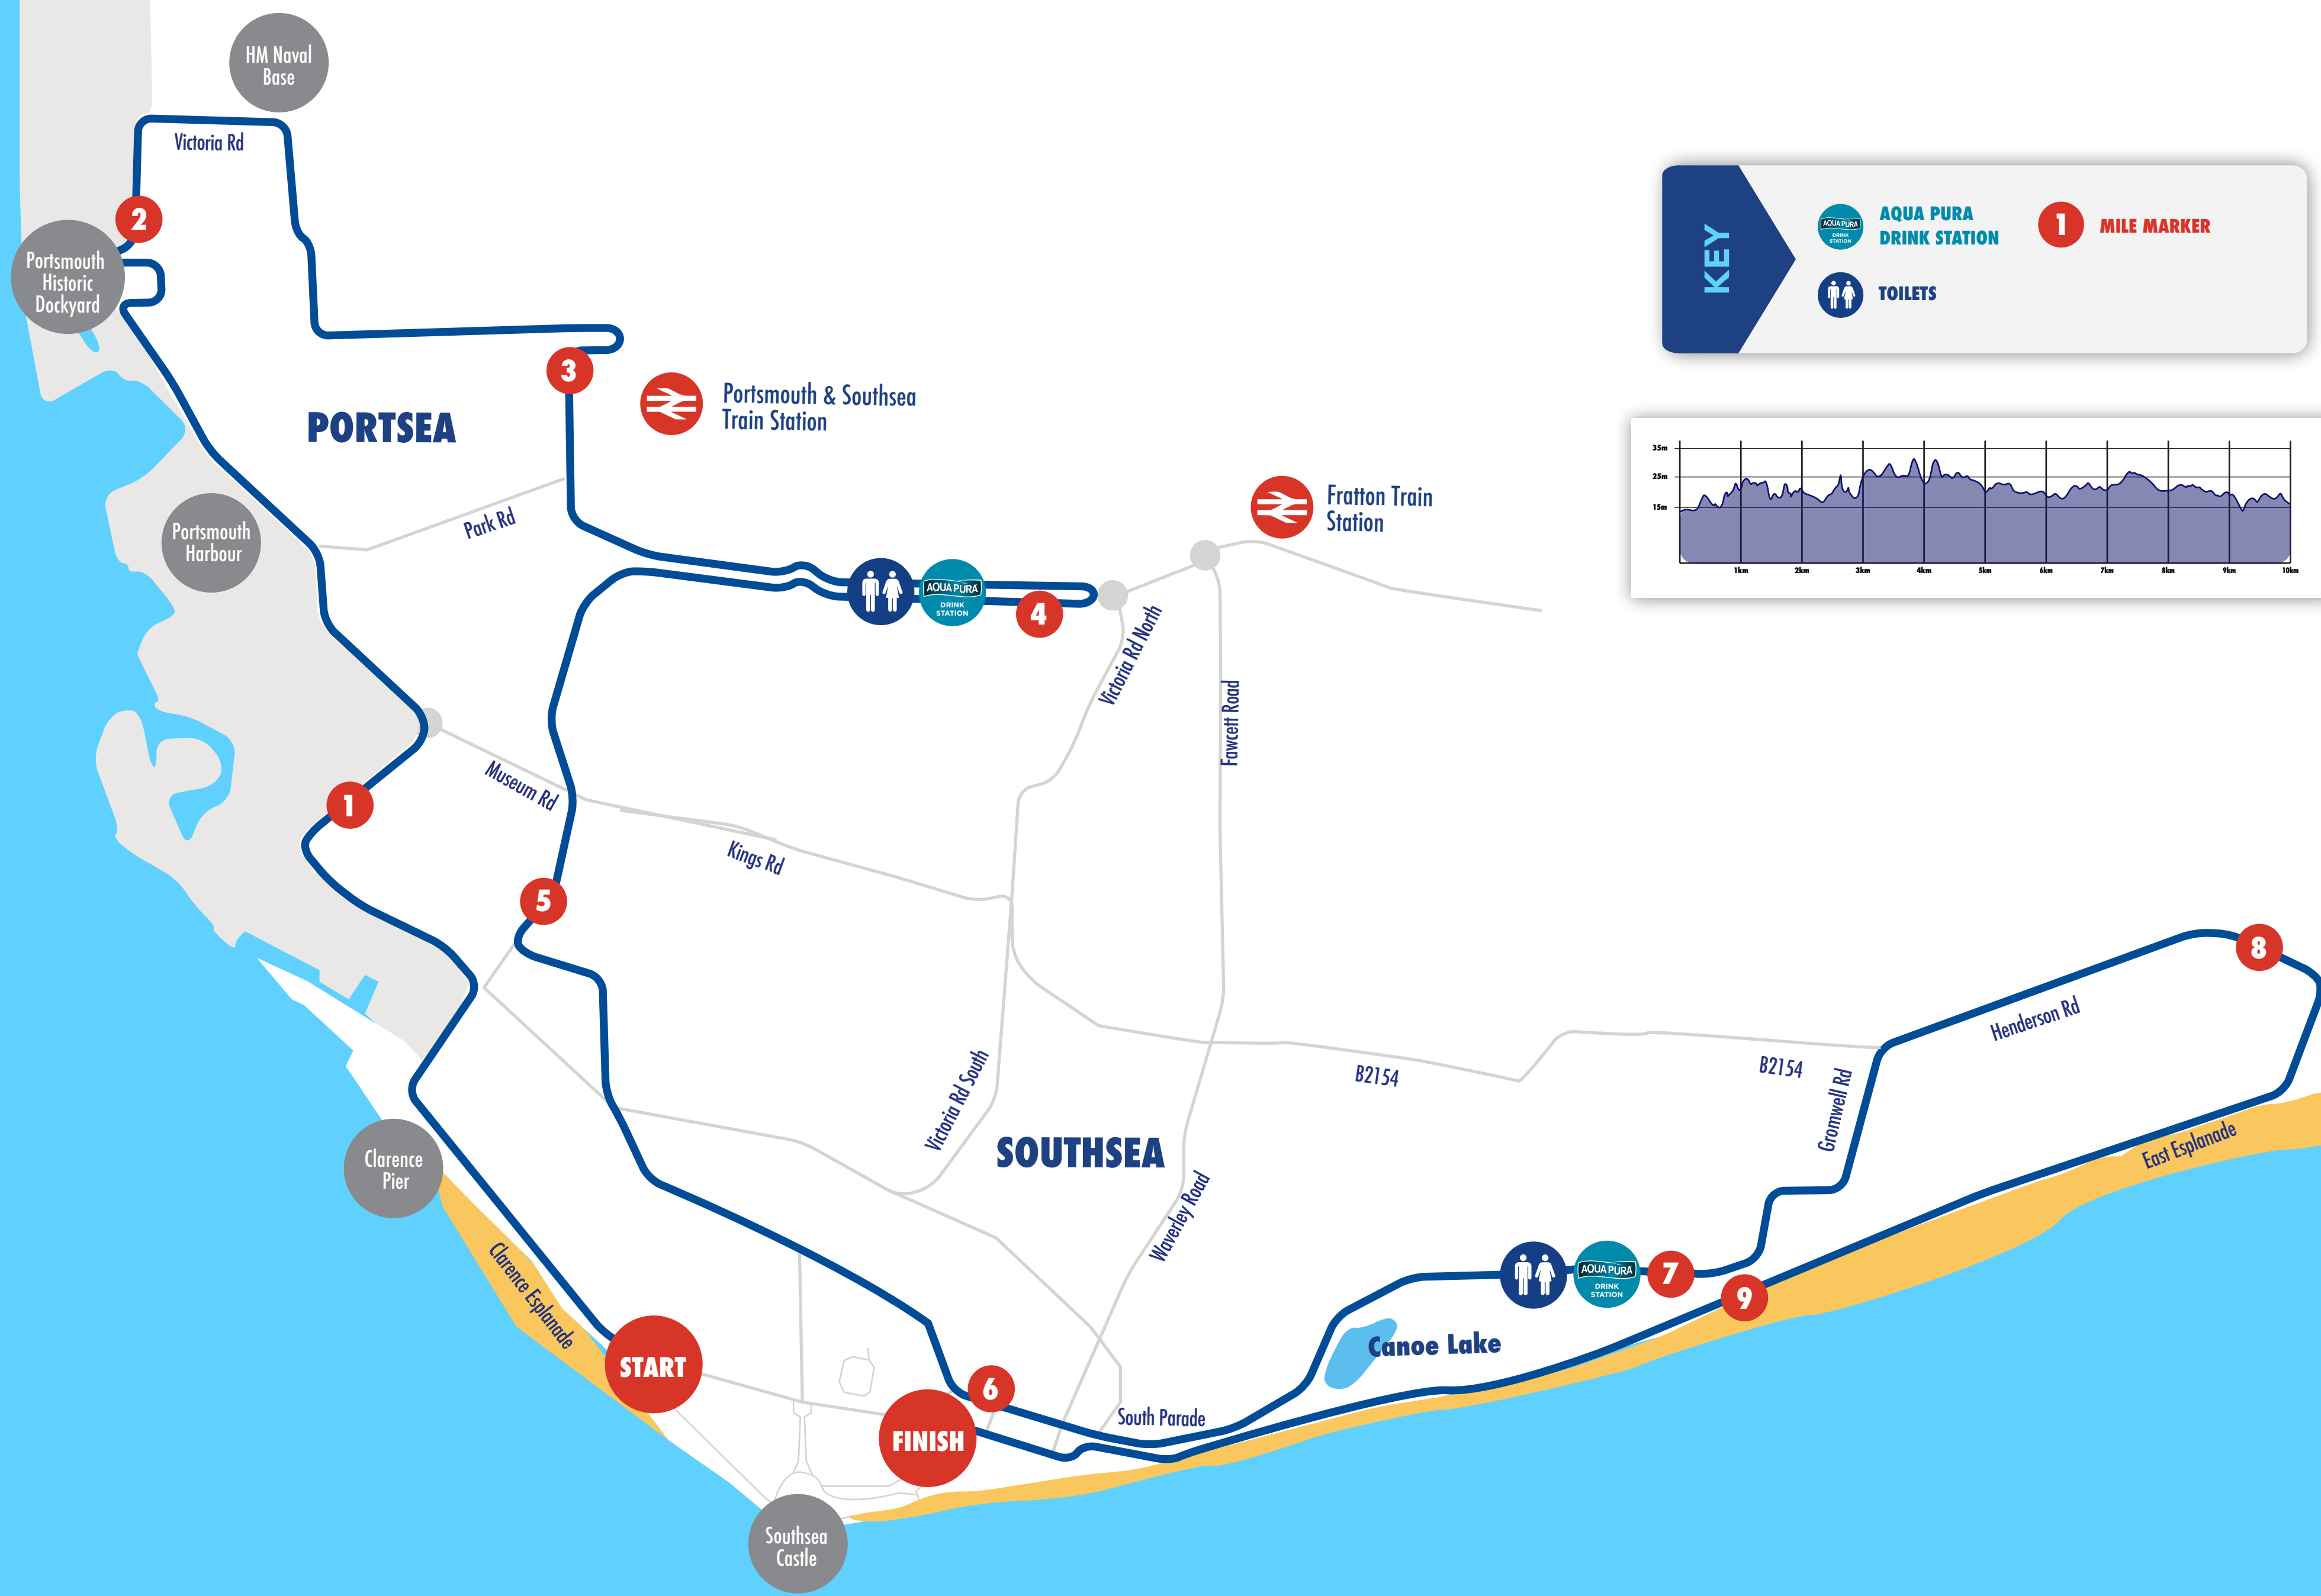 HM Naval
Base
Victoria Rd
2
Portsmouth
Historic
Dockyard
3
Portsmouth & Southsea
Train Station
PORTSEA
Park Rd
Portsmouth
Harbour
Fratton Train
Station
AQUA PURA
DRINK
STATION
4
Victoria Rd North
Fawcett Road
Museum Rd
1
Kings Rd
5
8
Henderson Rd
B2154
B2154
Gromwell Rd
Victoria Rd South
SOUTHSEA
East Esplanade
Clarence
Pier
Waverley Road
Clarence Esplanade
AQUA PURA
DRINK
STATION
7
9
Canoe Lake
START
6
South Parade
FINISH
Southsea
Castle
KEY
AQUA PURA
DRINK
STATION
AQUA PURA
DRINK STATION
1
MILE MARKER
TOILETS
35m
25m
15m
1km
2km
3km
4km
5km
6km
7km
8km
9km
10km